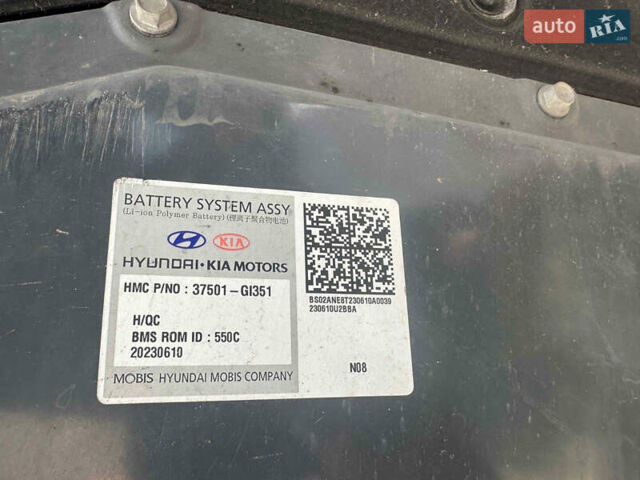 auto RIA
.com
BATTERY SYSTEM ASSY
(Li-ion Polymer Battery) (锂离子聚合物电池)
HYUNDAI KIA
HYUNDAI • KIA MOTORS
HMC P/NO : 37501-GI351
H/QC
BMS ROM ID : 550C
20230610
MOBIS HYUNDAI MOBIS COMPANY
BS02ANE8T230610A0039
230610U2BBA
N08